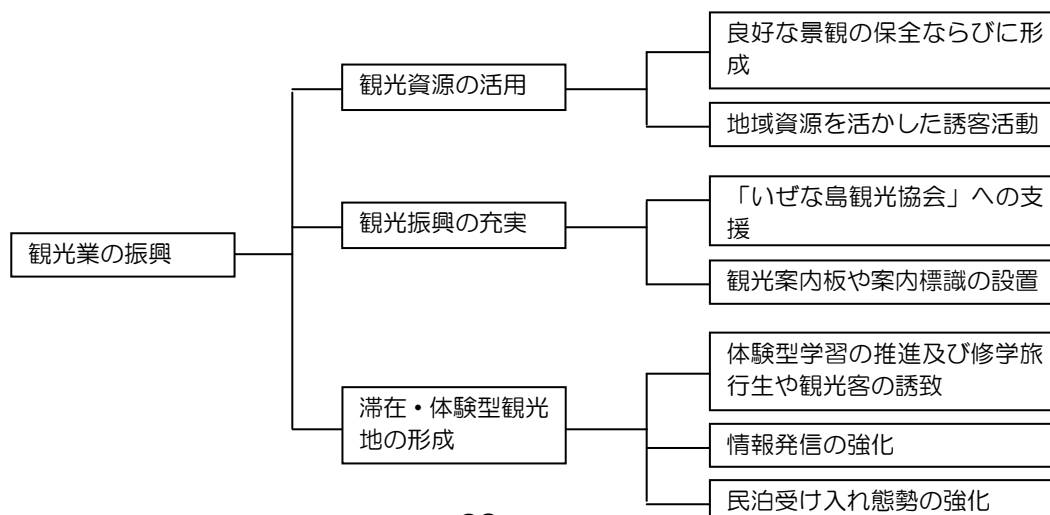 良好な景観の保全ならびに形
成
観光資源の活用
地域資源を活かした誘客活動
「いぜな島観光協会」への支
援
観光振興の充実
観光業の振興
観光案内板や案内標識の設置
体験型学習の推進及び修学旅
行生や観光客の誘致
滞在・体験型観光
地の形成
情報発信の強化
民泊受け入れ態勢の強化